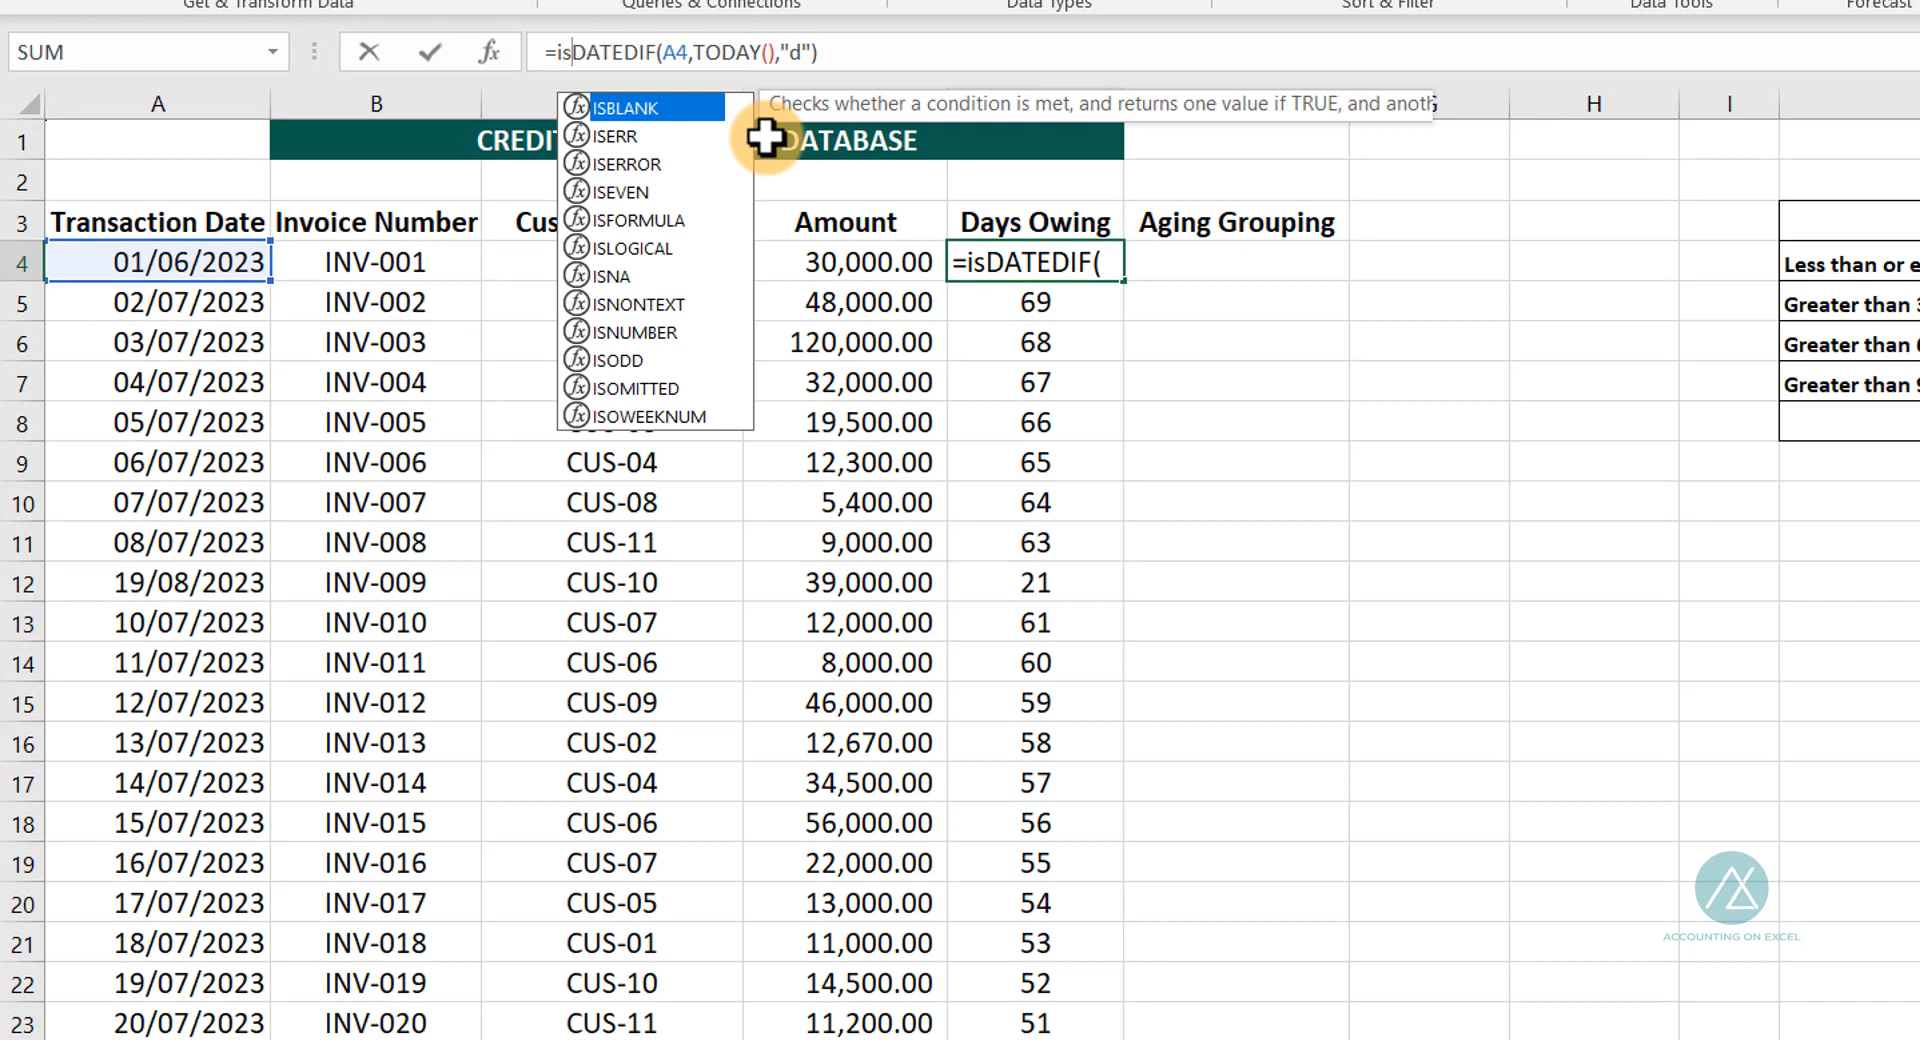 Get & Transform Data Queries & Connections Data Types Sort & Filter Data Tools Forecast
SUM fx =isDATEDIF(A4,TODAY(),"d")
A B H I
ISBLANK
Checks whether a condition is met, and returns one value if TRUE, and
ISERR
ISERROR
ISEVEN
ISFORMULA
ISLOGICAL
ISNA
ISNONTEXT
ISNUMBER
ISODD
ISOMITTED
ISOWEEKNUM
1 DATABASE
2
3 Transaction Date Invoice Number Amount Days Owing Aging Grouping
4 01/06/2023 INV-001 30,000.00 =isDATEDIF( Less than or
5 02/07/2023 INV-002 48,000.00 69 Greater than
6 03/07/2023 INV-003 120,000.00 68 Greater than
7 04/07/2023 INV-004 32,000.00 67 Greater than
8 05/07/2023 INV-005 19,500.00 66
9 06/07/2023 INV-006 CUS-04 12,300.00 65
10 07/07/2023 INV-007 CUS-08 5,400.00 64
11 08/07/2023 INV-008 CUS-11 9,000.00 63
12 19/08/2023 INV-009 CUS-10 39,000.00 21
13 10/07/2023 INV-010 CUS-07 12,000.00 61
14 11/07/2023 INV-011 CUS-06 8,000.00 60
15 12/07/2023 INV-012 CUS-09 46,000.00 59
16 13/07/2023 INV-013 CUS-02 12,670.00 58
17 14/07/2023 INV-014 CUS-04 34,500.00 57
18 15/07/2023 INV-015 CUS-06 56,000.00 56
19 16/07/2023 INV-016 CUS-07 22,000.00 55
20 17/07/2023 INV-017 CUS-05 13,000.00 54
21 18/07/2023 INV-018 CUS-01 11,000.00 53
22 19/07/2023 INV-019 CUS-10 14,500.00 52
23 20/07/2023 INV-020 CUS-11 11,200.00 51
ACCOUNTING ON EXCEL